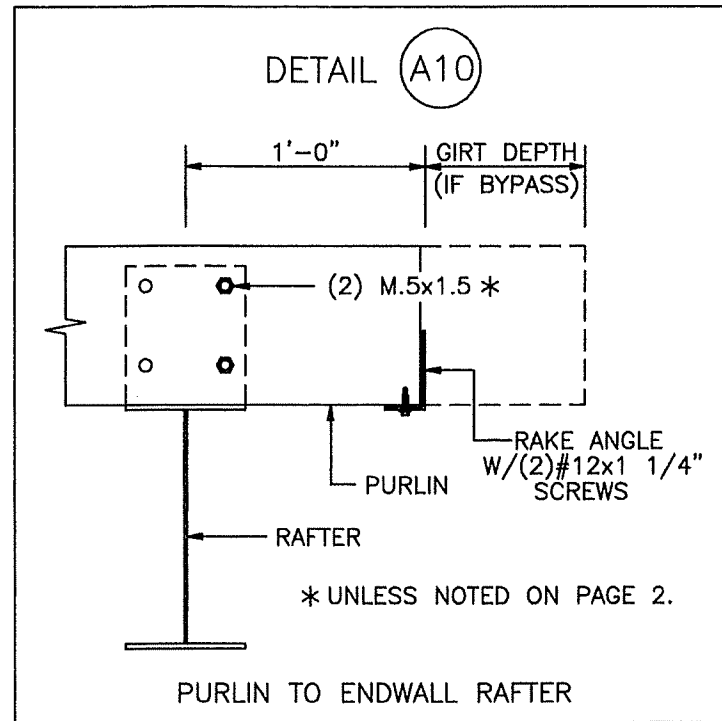 DETAIL A10
1'-0" GIRT DEPTH
(IF BYPASS)
(2) M.5x1.5 *
RAKE ANGLE
W/(2)#12x1 1/4"
SCREWS
PURLIN
RAFTER
* UNLESS NOTED ON PAGE 2.
PURLIN TO ENDWALL RAFTER